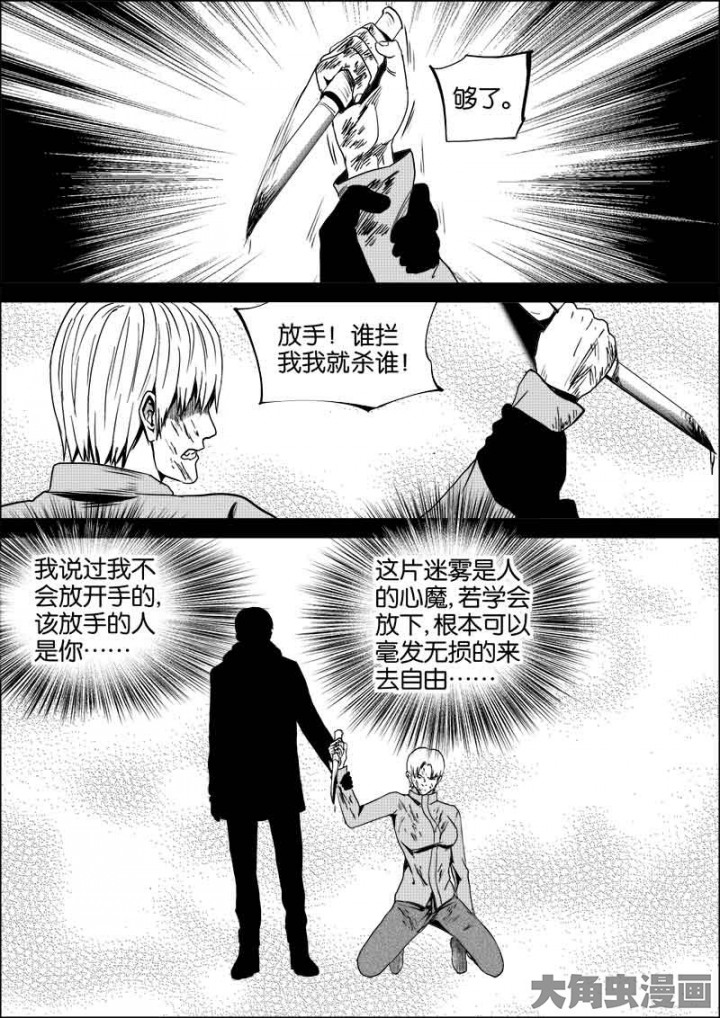 够了。
放手！谁拦
我我就杀谁！
我说过我不
会放开手的，
该放手的人
是你……
这片迷雾是人
的心魔，若学会
放下，根本可以
毫发无损的来
去自由……
大角虫漫画